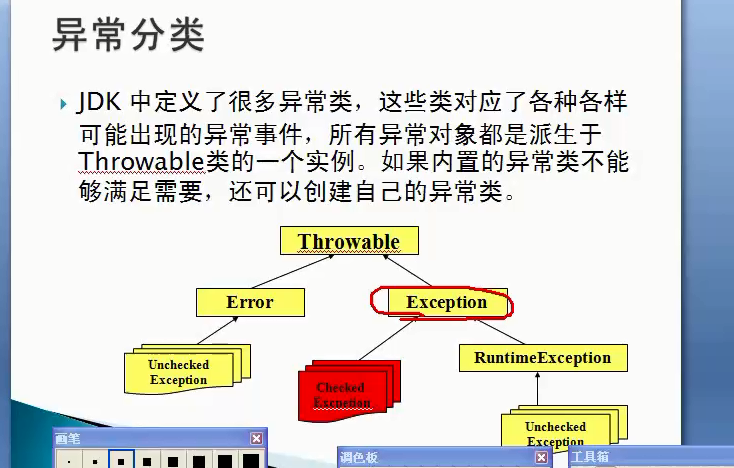 异常分类
JDK 中定义了很多异常类，这些类对应了各种各样
可能出现的异常事件，所有异常对象都是派生于
Throwable类的一个实例。如果内置的异常类不能
够满足需要，还可以创建自己的异常类。
Throwable
Error
Exception
Unchecked
Exception
RuntimeException
Checked
Excnetion
Unchecked
Exception
画笔
调色板
工具箱